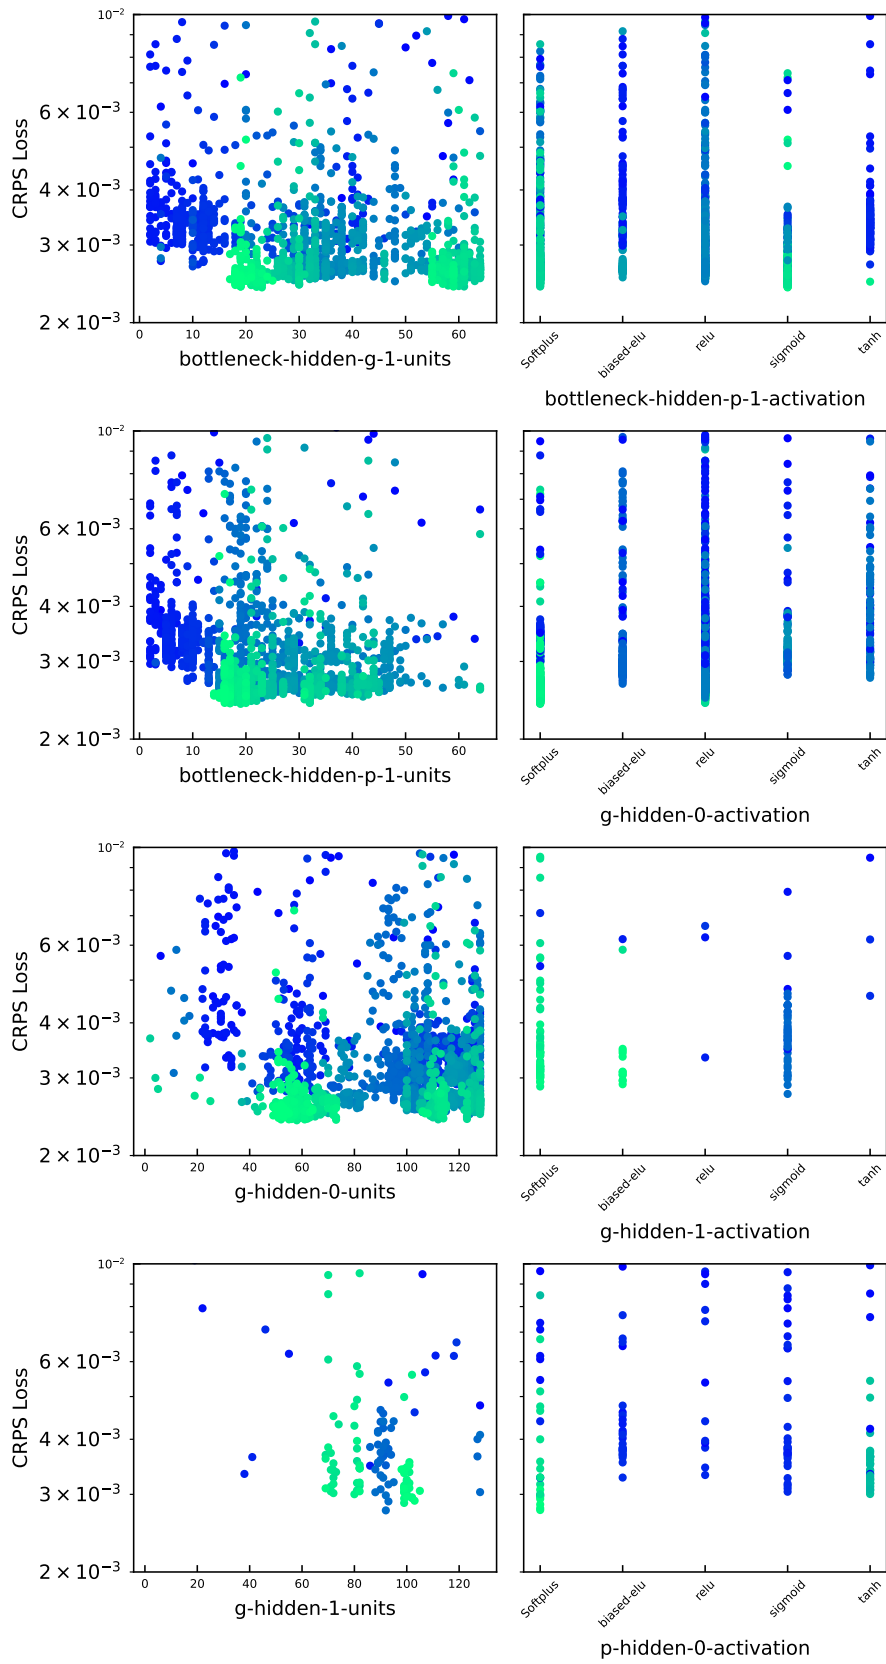 10⁻²
6 × 10⁻³
4 × 10⁻³
3 × 10⁻³
2 × 10⁻³
CRPS Loss
0 10 20 30 40 50 60
bottleneck-hidden-g-1-units
Softplus biased-elu relu sigmoid tanh
bottleneck-hidden-p-1-activation
10⁻²
6 × 10⁻³
4 × 10⁻³
3 × 10⁻³
2 × 10⁻³
CRPS Loss
0 10 20 30 40 50 60
bottleneck-hidden-p-1-units
Softplus biased-elu relu sigmoid tanh
g-hidden-0-activation
10⁻²
6 × 10⁻³
4 × 10⁻³
3 × 10⁻³
2 × 10⁻³
CRPS Loss
0 20 40 60 80 100 120
g-hidden-0-units
Softplus biased-elu relu sigmoid tanh
g-hidden-1-activation
10⁻²
6 × 10⁻³
4 × 10⁻³
3 × 10⁻³
2 × 10⁻³
CRPS Loss
0 20 40 60 80 100 120
g-hidden-1-units
Softplus biased-elu relu sigmoid tanh
p-hidden-0-activation